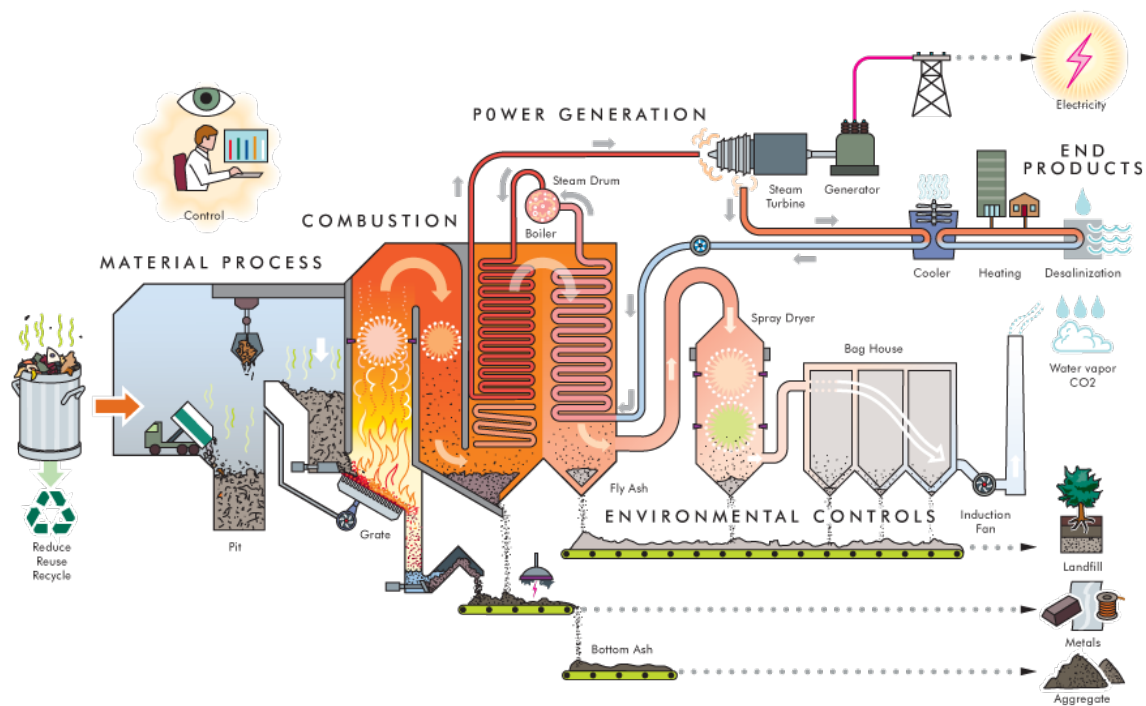 POWER GENERATION
Electricity
END
PRODUCTS
Steam Drum
Steam
Turbine
Generator
Control
COMBUSTION
Boiler
MATERIAL PROCESS
Cooler
Heating
Desalinization
Spray Dryer
Bag House
Water vapor
CO2
Fly Ash
ENVIRONMENTAL CONTROLS
Induction
Fan
Grate
Pit
Reduce
Reuse
Recycle
Landfill
Metals
Bottom Ash
Aggregate